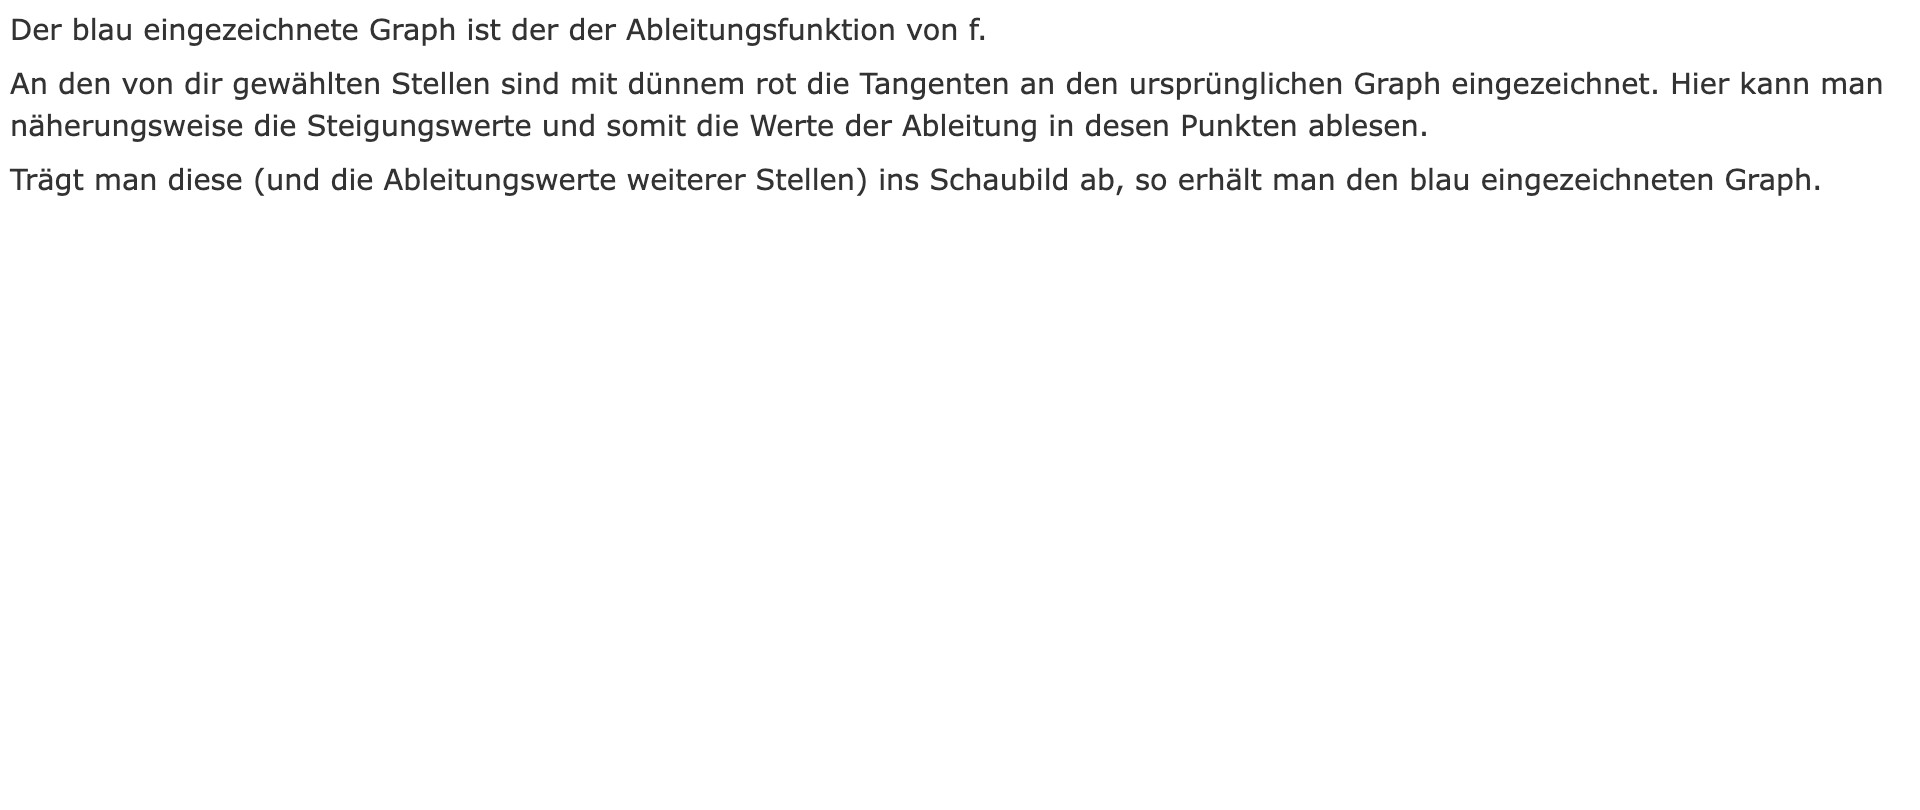 Der blau eingezeichnete Graph ist der der Ableitungsfunktion von f.
An den von dir gewählten Stellen sind mit dünnem rot die Tangenten an den ursprünglichen Graph eingezeichnet. Hier kann man
näherungsweise die Steigungswerte und somit die Werte der Ableitung in desen Punkten ablesen.
Trägt man diese (und die Ableitungswerte weiterer Stellen) ins Schaubild ab, so erhält man den blau eingezeichneten Graph.